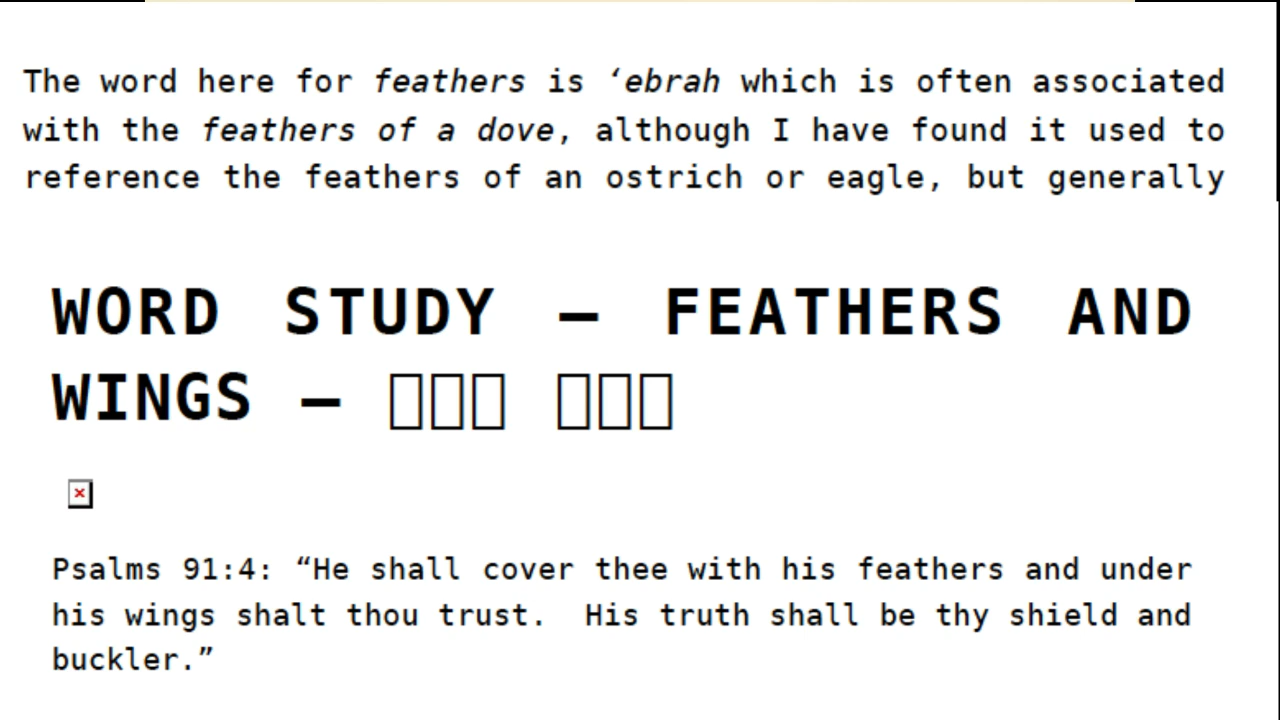 The word here for feathers is ‘ebrah which is often associated
with the feathers of a dove, although I have found it used to
reference the feathers of an ostrich or eagle, but generally
WORD STUDY – FEATHERS AND
WINGS –
Psalms 91:4: “He shall cover thee with his feathers and under
his wings shalt thou trust.  His truth shall be thy shield and
buckler.”